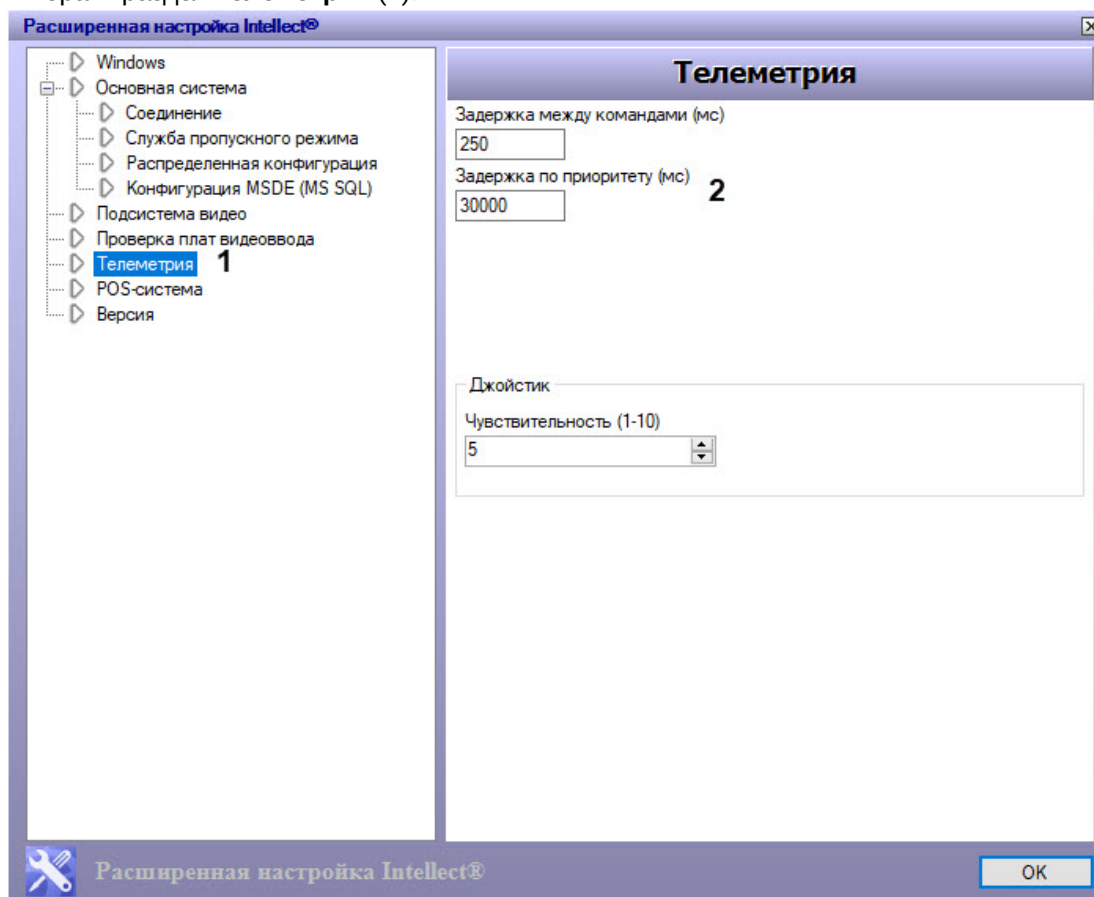 Расширенная настройка Intellect®
Windows
Основная система
Соединение
Служба пропускного режима
Распределенная конфигурация
Конфигурация MSDE (MS SQL)
Подсистема видео
Проверка плат видеоввода
Телеметрия 1
POS-система
Версия
Телеметрия
Задержка между командами (мс)
250
Задержка по приоритету (мс)
2
30000
Джойстик
Чувствительность (1-10)
5
Расширенная настройка Intellect®
OK